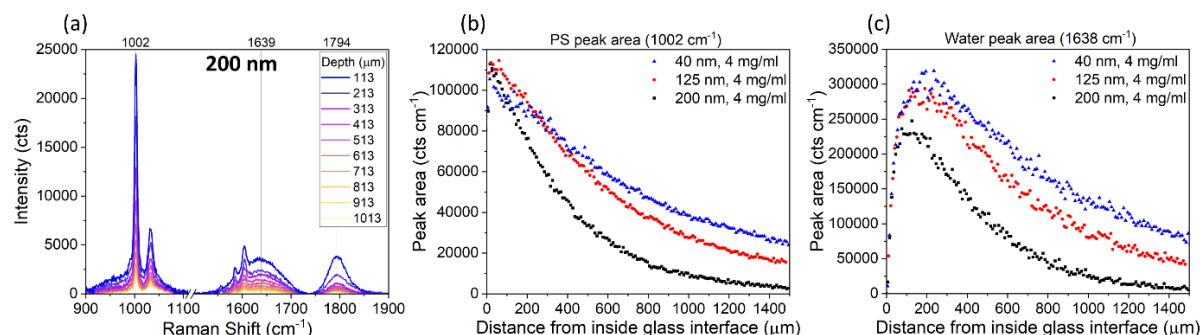 (a)
1002
1639
1794
200 nm
Depth (μm)
113
213
313
413
513
613
713
813
913
1013
25000
20000
15000
10000
5000
0
Intensity (cts)
900
1000
1100
1600
1700
1800
1900
Raman Shift (cm-1)
(b)
PS peak area (1002 cm-1)
40 nm, 4 mg/ml
125 nm, 4 mg/ml
200 nm, 4 mg/ml
120000
100000
80000
60000
40000
20000
0
Peak area (cts cm-1)
0 200 400 600 800 1000 1200 1400
Distance from inside glass interface (μm)
(c)
Water peak area (1638 cm-1)
40 nm, 4 mg/ml
125 nm, 4 mg/ml
200 nm, 4 mg/ml
350000
300000
250000
200000
150000
100000
50000
0
Peak area (cts cm-1)
0 200 400 600 800 1000 1200 1400
Distance from inside glass interface (μm)